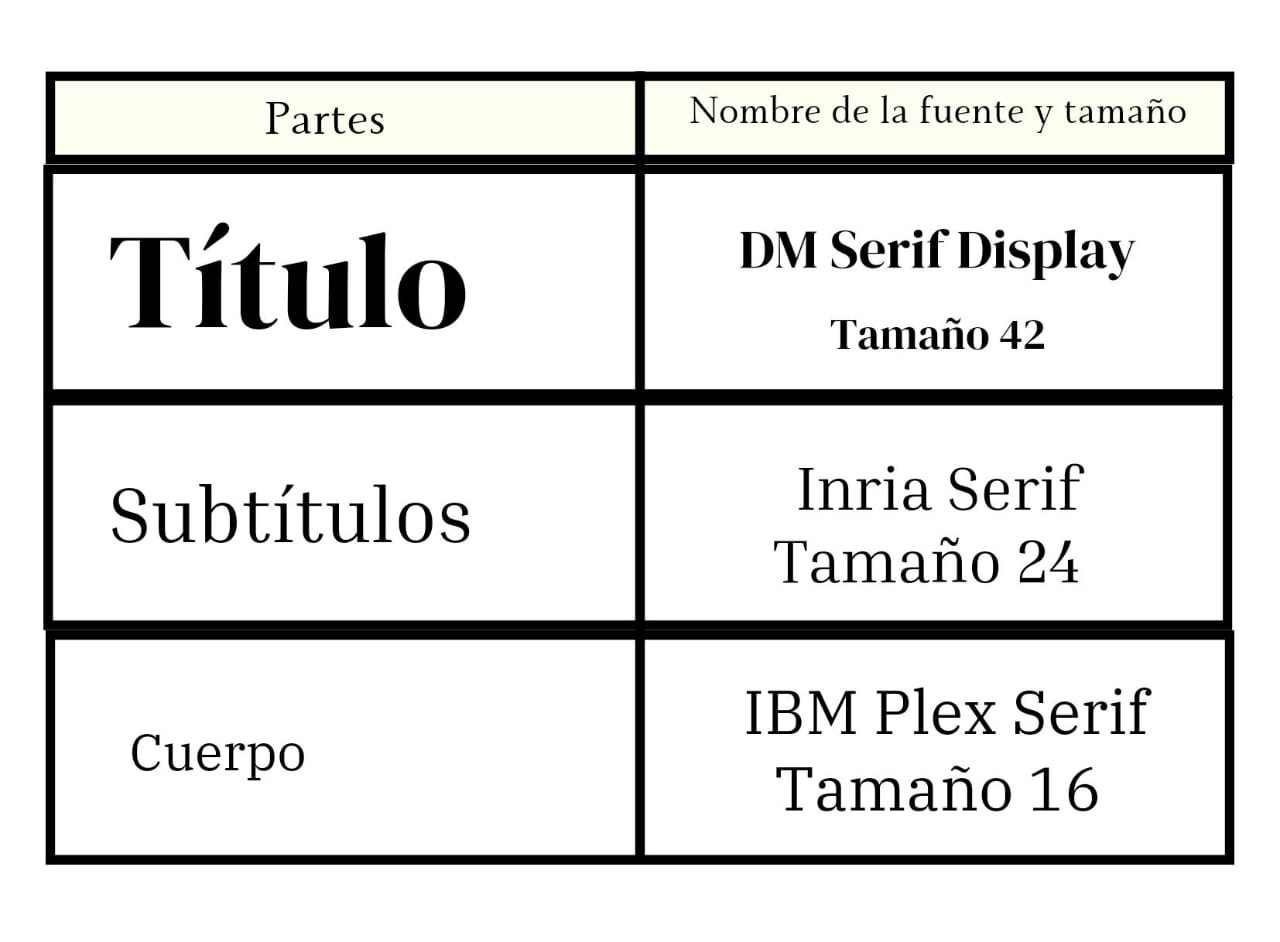 Partes
Nombre de la fuente y tamaño
Título
DM Serif Display
Tamaño 42
Subtítulos
Inria Serif
Tamaño 24
Cuerpo
IBM Plex Serif
Tamaño 16